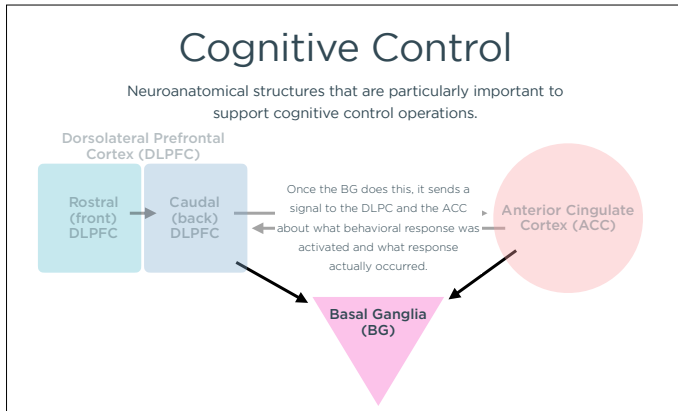 Cognitive Control
Neuroanatomical structures that are particularly important to
support cognitive control operations.
Dorsolateral Prefrontal
Cortex (DLPFC)
Rostral
(front)
DLPFC
Caudal
(back)
DLPFC
Once the BG does this, it sends a
signal to the DLPC and the ACC
about what behavioral response was
activated and what response
actually occurred.
Anterior Cingulate
Cortex (ACC)
Basal Ganglia
(BG)